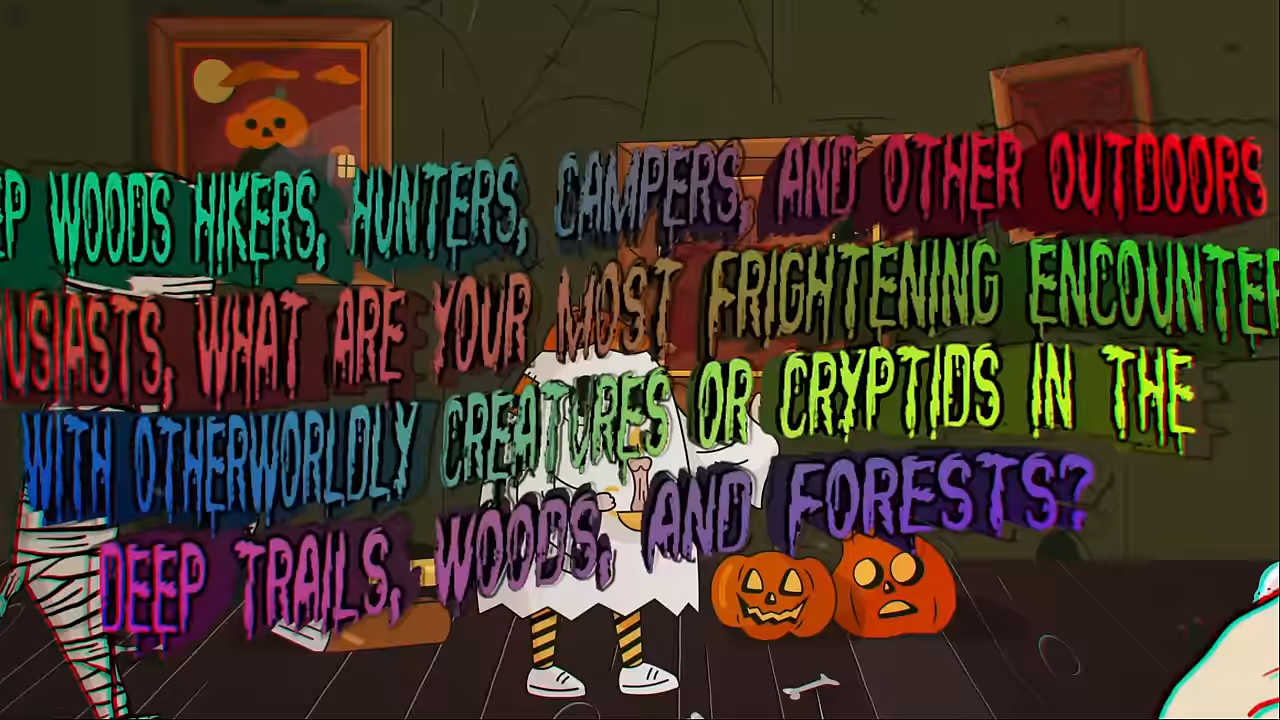 EP WOODS HIKERS, HUNTERS, CAMPERS, AND OTHER OUTDOORS
USIASTS, WHAT ARE YOUR MOST FRIGHTENING ENCOUNTER
WITH OTHERWORLDLY CREATURES OR CRYPTIDS IN THE
DEEP TRAILS, WOODS, AND FORESTS?